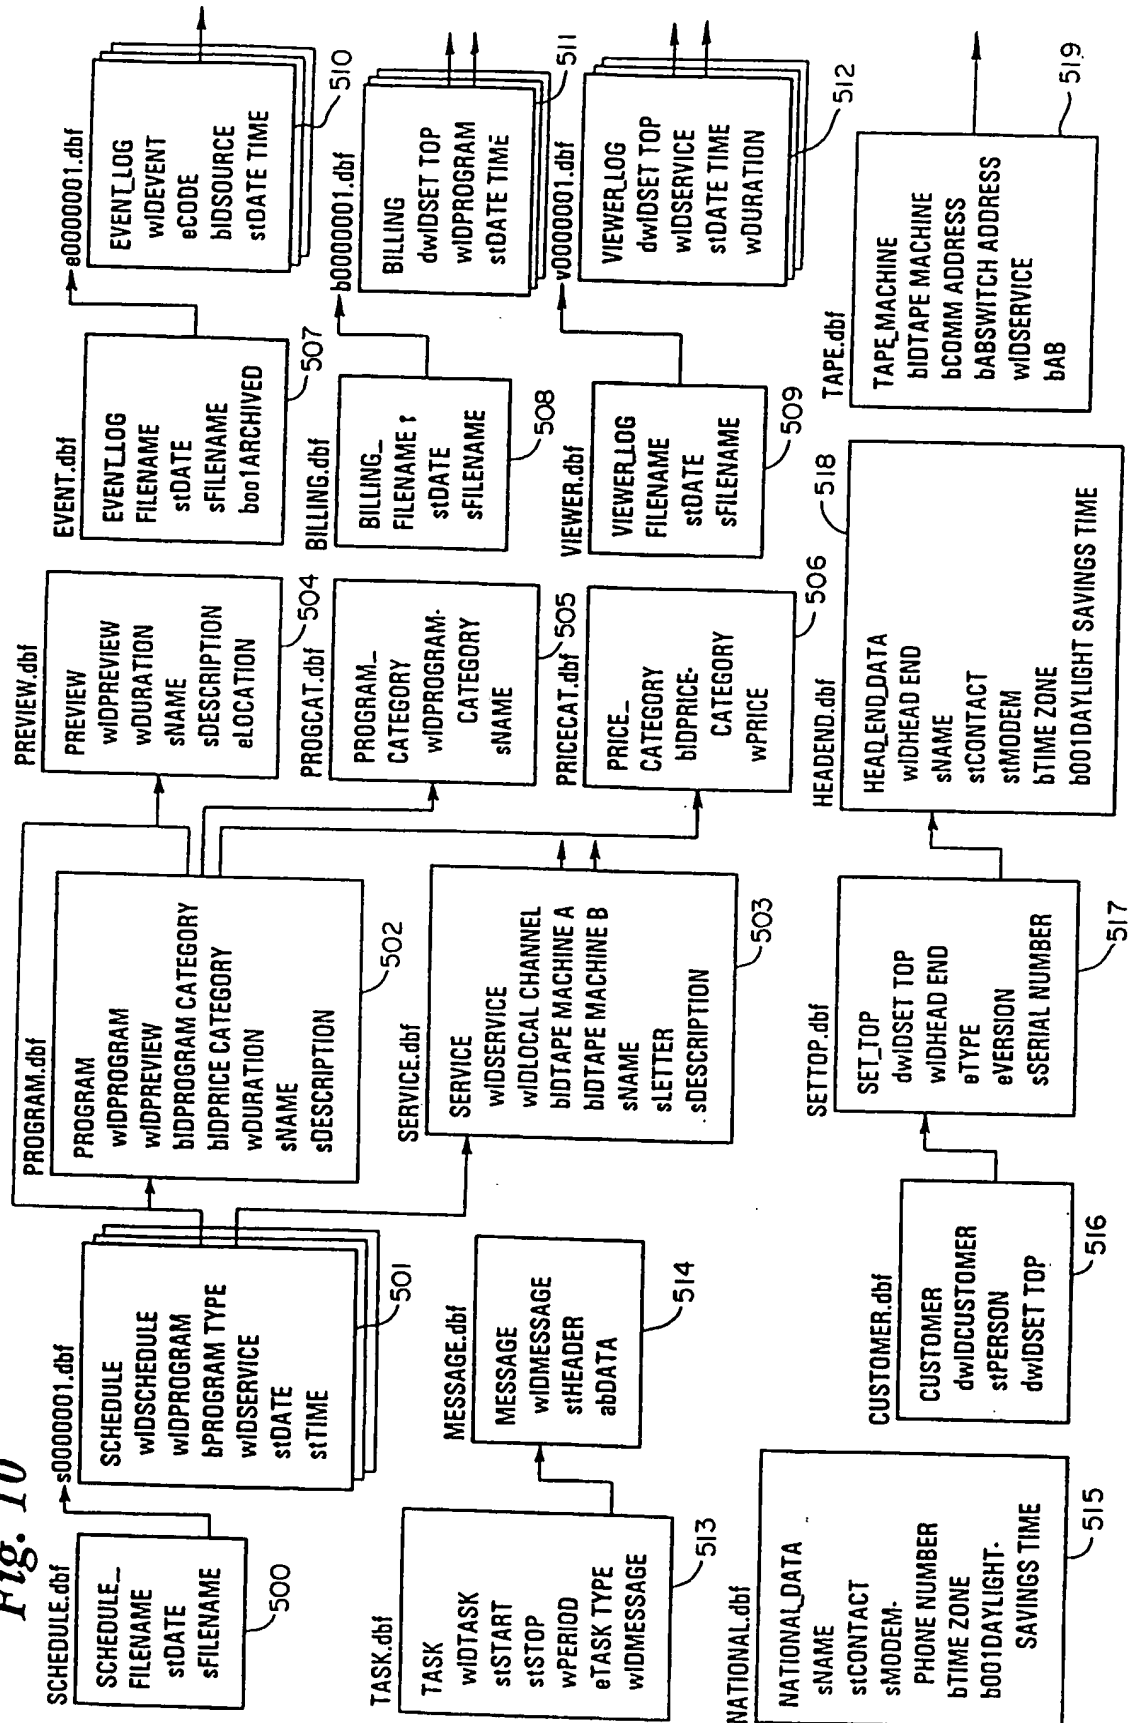 Fig. 10
SCHEDULE.dbf
SCHEDULE_
FILENAME
stDATE
sFILENAME
500
s0000001.dbf
SCHEDULE
wIDSCHEDULE
wIDPROGRAM
bPROGRAM TYPE
wIDSERVICE
stDATE
stTIME
501
PROGRAM.dbf
PROGRAM
wIDPROGRAM
wIDPREVIEW
bIDPROGRAM CATEGORY
bIDPRICE CATEGORY
wDURATION
sNAME
sDESCRIPTION
502
SERVICE.dbf
SERVICE
wIDSERVICE
wIDLOCAL CHANNEL
bIDTAPE MACHINE A
bIDTAPE MACHINE B
sNAME
sLETTER
sDESCRIPTION
503
PREVIEW.dbf
PREVIEW
wIDPREVIEW
wDURATION
sNAME
sDESCRIPTION
eLOCATION
504
PROGCAT.dbf
PROGRAM_
CATEGORY
wIDPROGRAM-
CATEGORY
sNAME
505
PRICECAT.dbf
PRICE_
CATEGORY
bIDPRICE-
CATEGORY
wPRICE
506
EVENT.dbf
EVENT_LOG
FILENAME
stDATE
sFILENAME
boo1ARCHIVED
507
BILLING.dbf
BILLING_
FILENAME :
stDATE
sFILENAME
508
VIEWER.dbf
VIEWER_LOG
FILENAME
stDATE
sFILENAME
509
e0000001.dbf
EVENT_LOG
wIDEVENT
eCODE
bIDSOURCE
stDATE TIME
510
b0000001.dbf
BILLING
dwIDSET TOP
wIDPROGRAM
stDATE TIME
511
v0000001.dbf
VIEWER_LOG
dwIDSET TOP
wIDSERVICE
stDATE TIME
wDURATION
512
TASK.dbf
TASK
wIDTASK
stSTART
stSTOP
wPERIOD
eTASK TYPE
wIDMESSAGE
513
MESSAGE.dbf
MESSAGE
wIDMESSAGE
stHEADER
abDATA
514
NATIONAL.dbf
NATIONAL_DATA
sNAME
stCONTACT
sMODEM-
PHONE NUMBER
bTIME ZONE
b001DAYLIGHT-
SAVINGS TIME
515
CUSTOMER.dbf
CUSTOMER
dwIDCUSTOMER
stPERSON
dwIDSET TOP
516
SETTOP.dbf
SET_TOP
dwIDSET TOP
wIDHEAD END
eTYPE
eVERSION
sSERIAL NUMBER
517
HEADEND.dbf
HEAD_END_DATA
wIDHEAD END
sNAME
stCONTACT
stMODEM
bTIME ZONE
b001DAYLIGHT SAVINGS TIME
518
TAPE.dbf
TAPE_MACHINE
bIDTAPE MACHINE
bCOMM ADDRESS
bABSWITCH ADDRESS
wIDSERVICE
bAB
519